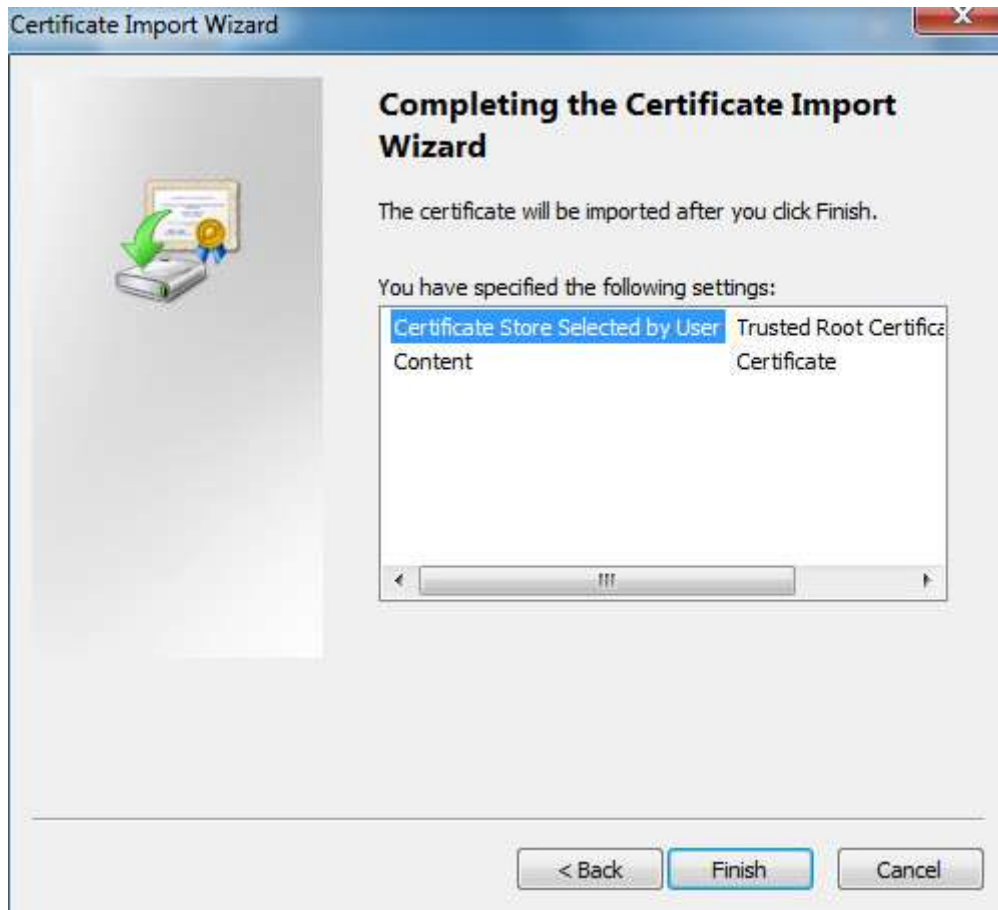 Certificate Import Wizard
X
Completing the Certificate Import
Wizard
The certificate will be imported after you click Finish.
You have specified the following settings:
Certificate Store Selected by User Trusted Root Certifica
Content Certificate
< Back Finish Cancel